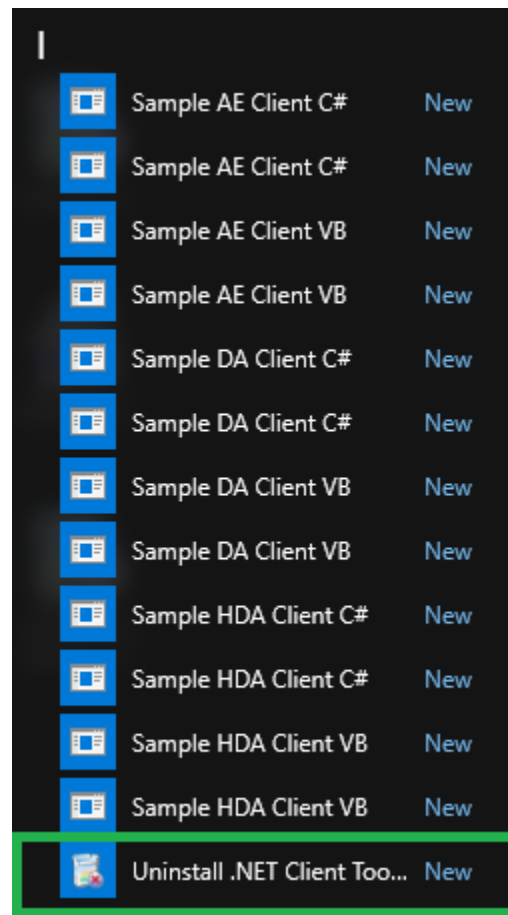 Sample AE Client C# New
Sample AE Client C# New
Sample AE Client VB New
Sample AE Client VB New
Sample DA Client C# New
Sample DA Client C# New
Sample DA Client VB New
Sample DA Client VB New
Sample HDA Client C# New
Sample HDA Client C# New
Sample HDA Client VB New
Sample HDA Client VB New
Uninstall .NET Client Too... New